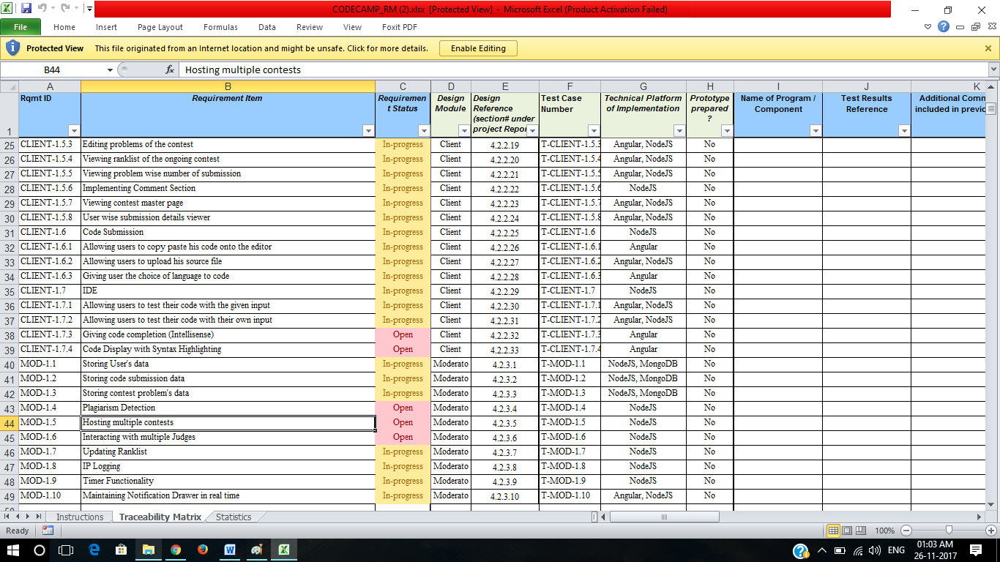 CODECAMP_RM (2).xlsx [Protected View] - Microsoft Excel (Product Activation Failed)
File Home Insert Page Layout Formulas Data Review View Foxit PDF
Protected View This file originated from an Internet location and might be unsafe. Click for more details. Enable Editing
B44 fx Hosting multiple contests
A B C D E F G H I J K
1 Rqmt ID Requirement Item Requiremen t Status Design Module Design Reference (section# under project Repor Test Case Number Technical Platform of Implementation Prototype prepared ? Name of Program / Component Test Results Reference Additional Comn included in previc
25 CLIENT-1.5.3 Editing problems of the contest In-progress Client 4.2.2.19 T-CLIENT-1.5.3 Angular, NodeJS No
26 CLIENT-1.5.4 Viewing ranklist of the ongoing contest In-progress Client 4.2.2.20 T-CLIENT-1.5.4 Angular, NodeJS No
27 CLIENT-1.5.5 Viewing problem wise number of submission In-progress Client 4.2.2.21 T-CLIENT-1.5.5 Angular, NodeJS No
28 CLIENT-1.5.6 Implementing Comment Section In-progress Client 4.2.2.22 T-CLIENT-1.5.6 NodeJS No
29 CLIENT-1.5.7 Viewing contest master page In-progress Client 4.2.2.23 T-CLIENT-1.5.7 Angular, NodeJS No
30 CLIENT-1.5.8 User wise submission details viewer In-progress Client 4.2.2.24 T-CLIENT-1.5.8 Angular, NodeJS No
31 CLIENT-1.6 Code Submission In-progress Client 4.2.2.25 T-CLIENT-1.6 NodeJS No
32 CLIENT-1.6.1 Allowing users to copy paste his code onto the editor In-progress Client 4.2.2.26 T-CLIENT-1.6.1 Angular No
33 CLIENT-1.6.2 Allowing users to upload his source file In-progress Client 4.2.2.27 T-CLIENT-1.6.2 Angular, NodeJS No
34 CLIENT-1.6.3 Giving user the choice of language to code In-progress Client 4.2.2.28 T-CLIENT-1.6.3 Angular No
35 CLIENT-1.7 IDE In-progress Client 4.2.2.29 T-CLIENT-1.7 NodeJS No
36 CLIENT-1.7.1 Allowing users to test their code with the given input In-progress Client 4.2.2.30 T-CLIENT-1.7.1 Angular, NodeJS No
37 CLIENT-1.7.2 Allowing users to test their code with their own input In-progress Client 4.2.2.31 T-CLIENT-1.7.2 Angular, NodeJS No
38 CLIENT-1.7.3 Giving code completion (Intellisense) Open Client 4.2.2.32 T-CLIENT-1.7.3 Angular No
39 CLIENT-1.7.4 Code Display with Syntax Highlighting Open Client 4.2.2.33 T-CLIENT-1.7.4 Angular No
40 MOD-1.1 Storing User's data In-progress Moderato 4.2.3.1 T-MOD-1.1 NodeJS, MongoDB No
41 MOD-1.2 Storing code submission data In-progress Moderato 4.2.3.2 T-MOD-1.2 NodeJS, MongoDB No
42 MOD-1.3 Storing contest problem's data In-progress Moderato 4.2.3.3 T-MOD-1.3 NodeJS, MongoDB No
43 MOD-1.4 Plagiarism Detection Open Moderato 4.2.3.4 T-MOD-1.4 NodeJS No
44 MOD-1.5 Hosting multiple contests Open Moderato 4.2.3.5 T-MOD-1.5 NodeJS No
45 MOD-1.6 Interacting with multiple Judges Open Moderato 4.2.3.6 T-MOD-1.6 NodeJS No
46 MOD-1.7 Updating Ranklist In-progress Moderato 4.2.3.7 T-MOD-1.7 NodeJS No
47 MOD-1.8 IP Logging In-progress Moderato 4.2.3.8 T-MOD-1.8 NodeJS No
48 MOD-1.9 Timer Functionality In-progress Moderato 4.2.3.9 T-MOD-1.9 NodeJS No
49 MOD-1.10 Maintaining Notification Drawer in real time In-progress Moderato 4.2.3.10 T-MOD-1.10 Angular, NodeJS No
Instructions Traceability Matrix Statistics
Ready 100%
ENG 01:03 AM
26-11-2017